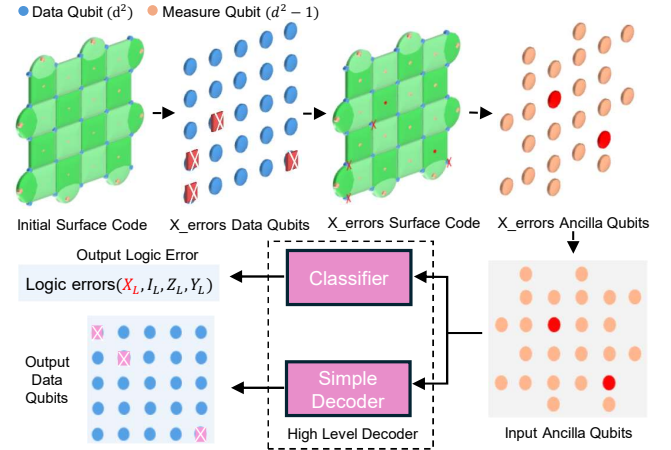 Data Qubit (d²)
Measure Qubit (d² − 1)
Initial Surface Code
X_errors Data Qubits
X_errors Surface Code
X_errors Ancilla Qubits
Output Logic Error
Logic errors(X_L, I_L, Z_L, Y_L)
Classifier
Output
Data
Qubits
Simple
Decoder
High Level Decoder
Input Ancilla Qubits